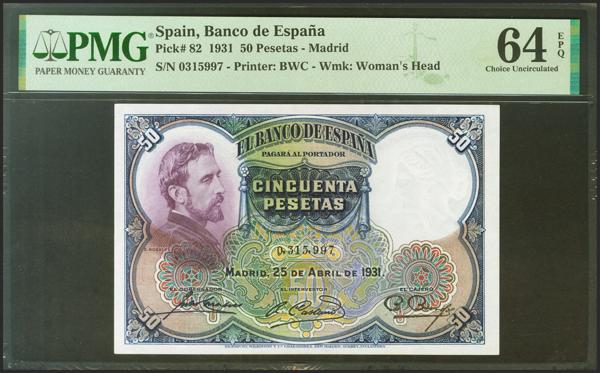 PMG
PAPER MONEY GUARANTY
Spain, Banco de España
Pick# 82 1931 50 Pesetas - Madrid
S/N 0315997 - Printer: BWC - Wmk: Woman's Head
64 EPQ
Choice Uncirculated
50
50
EL BANCO DE ESPAÑA
PAGARÁ AL PORTADOR
CINCUENTA
PESETAS
0,315,997
MADRID, 25 DE ABRIL DE 1931.
EL GOBERNADOR
EL INTERVENTOR
EL CAJERO
50
50